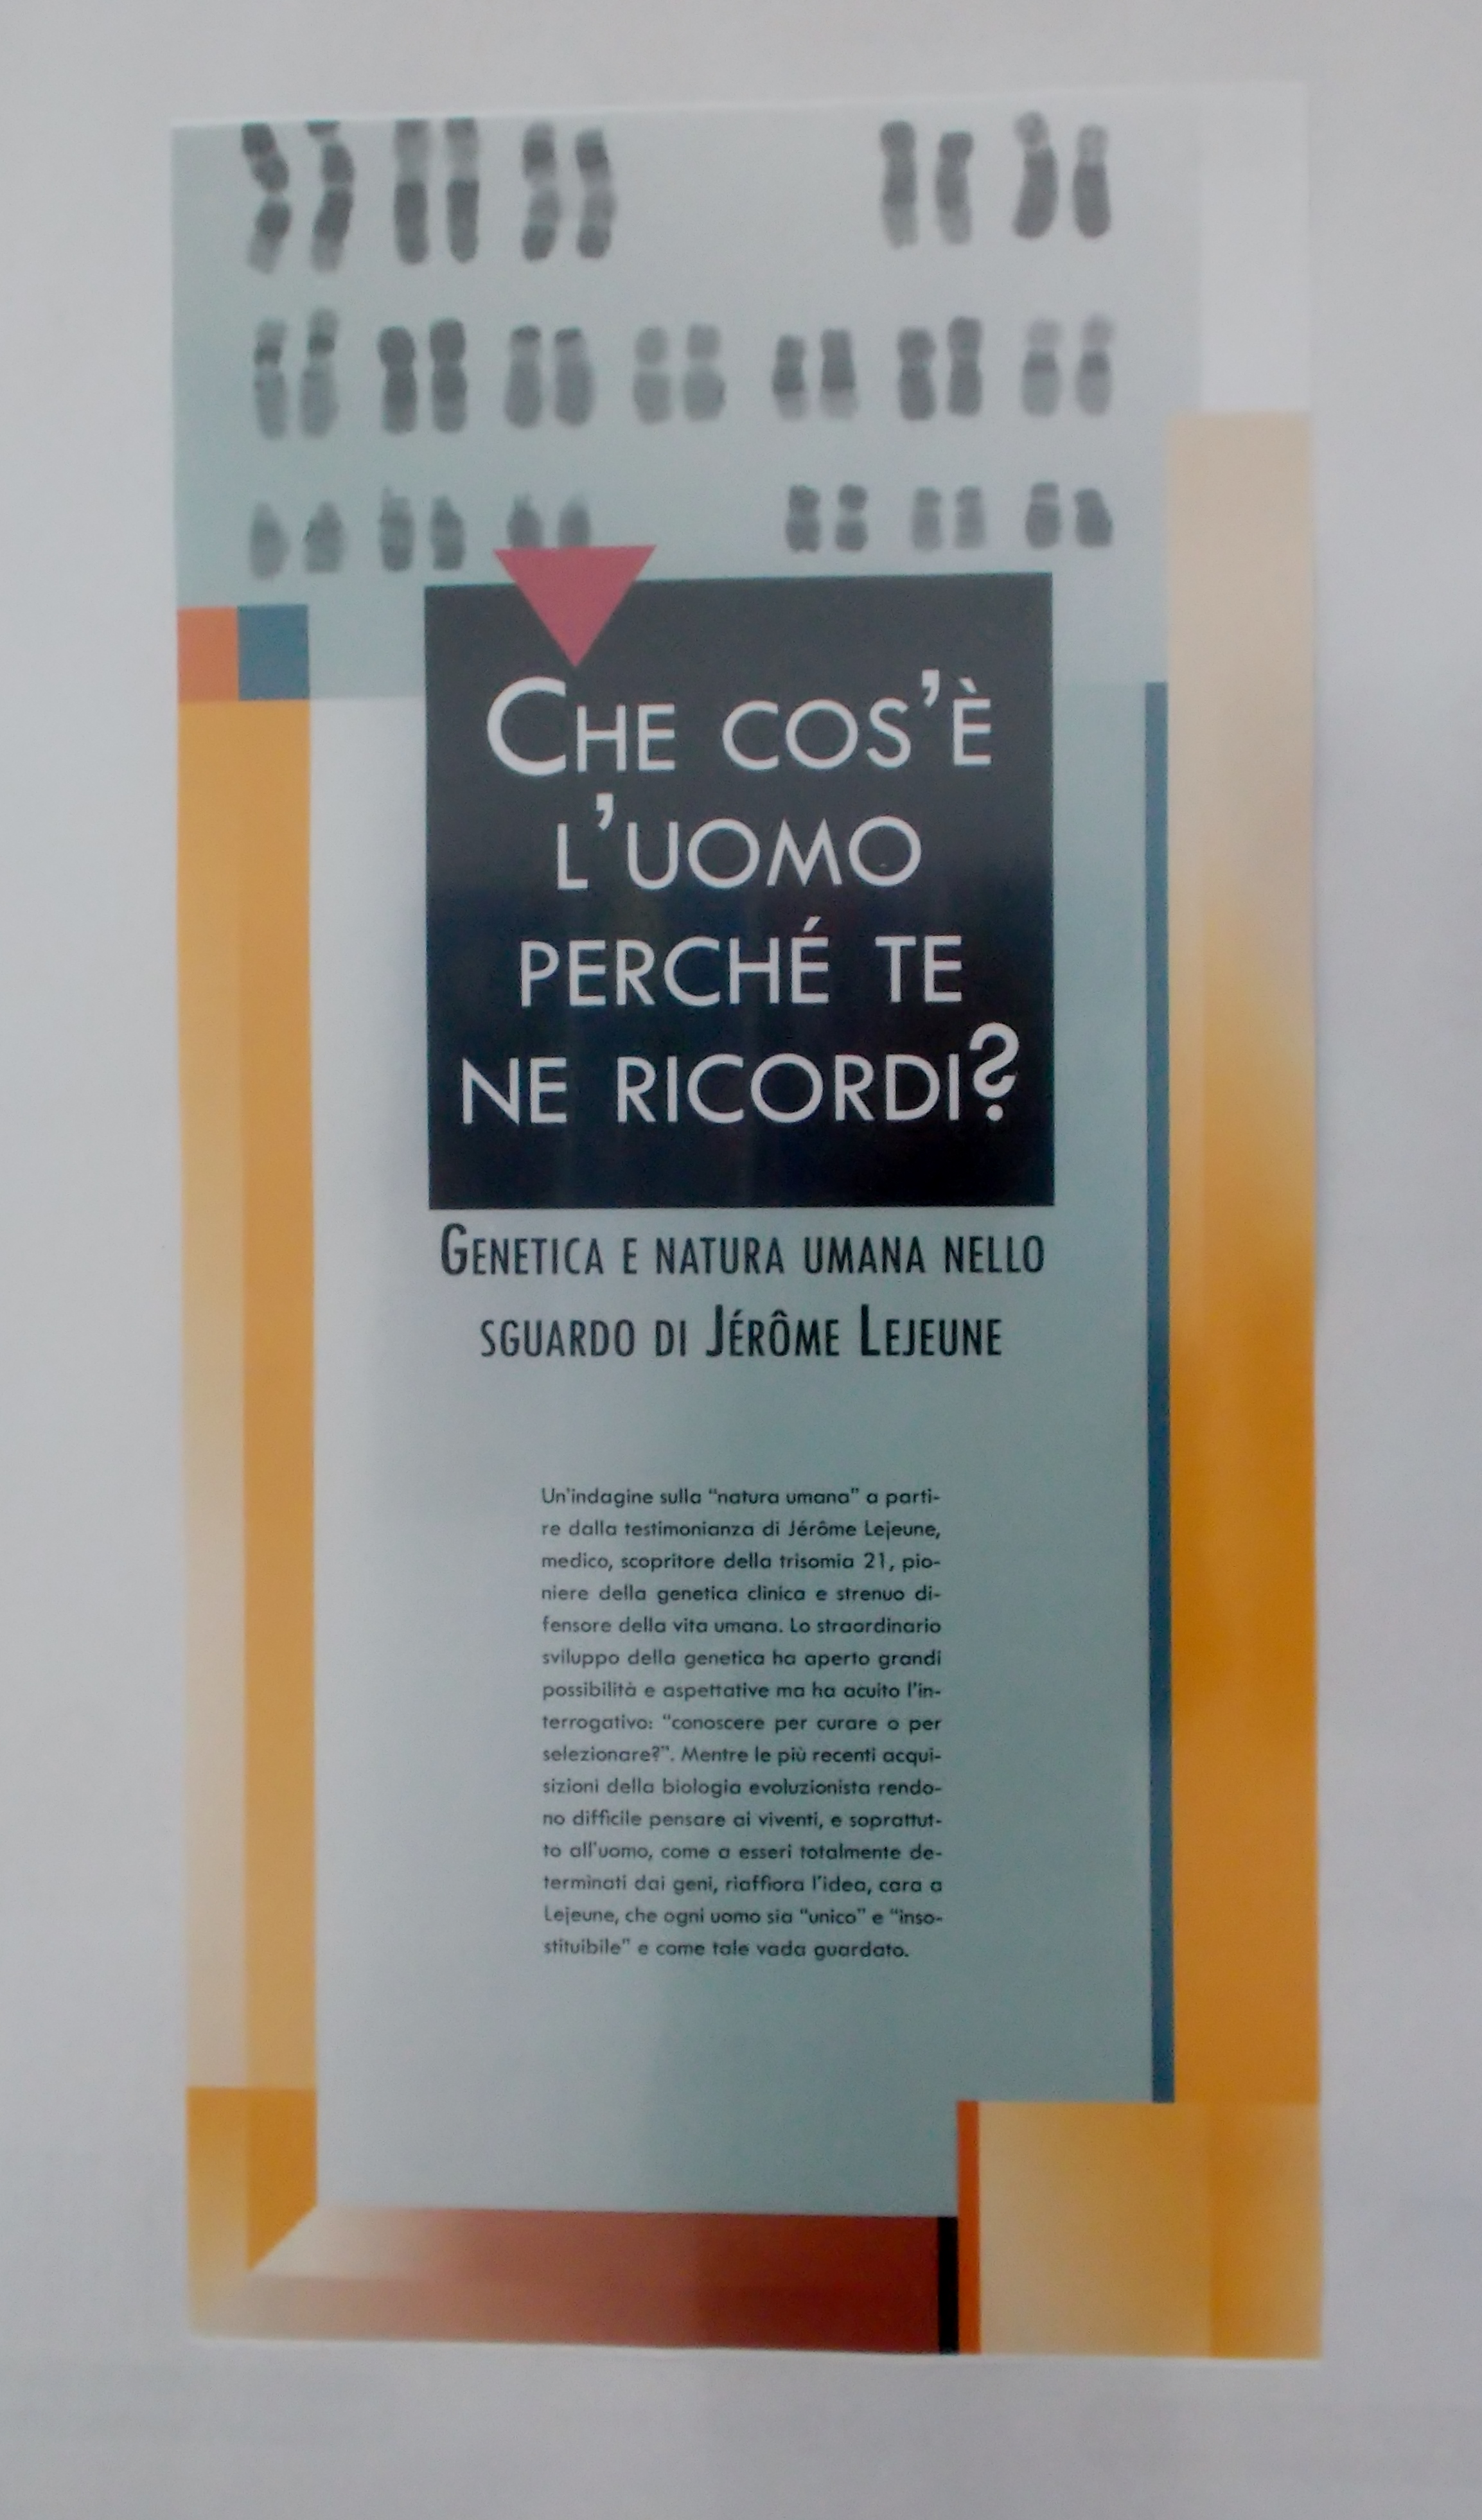 Che cos'è
l'uomo
perché te
ne ricordi?
Genetica e natura umana nello
sguardo di Jérôme Lejeune
Un'indagine sulla "natura umana" a parti-
re dalla testimonianza di Jérôme Lejeune,
medico, scopritore della trisomia 21, pio-
niere della genetica clinica e strenuo di-
fensore della vita umana. Lo straordinario
sviluppo della genetica ha aperto grandi
possibilità e aspettative ma ha acuito l'in-
terrogativo: "conoscere per curare o per
selezionare?". Mentre le più recenti acqui-
sizioni della biologia evoluzionista rendo-
no difficile pensare ai viventi, e soprattut-
to all'uomo, come a esseri totalmente de-
terminati dai geni, riaffiora l'idea, cara a
Lejeune, che ogni uomo sia "unico" e "inso-
stituibile" e come tale vada guardato.